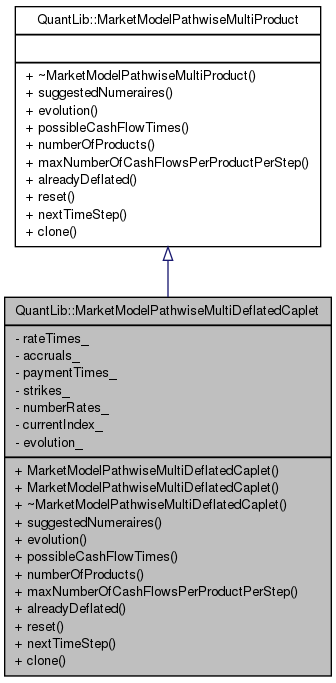 QuantLib::MarketModelPathwiseMultiProduct
+ ~MarketModelPathwiseMultiProduct()
+ suggestedNumeraires()
+ evolution()
+ possibleCashFlowTimes()
+ numberOfProducts()
+ maxNumberOfCashFlowsPerProductPerStep()
+ alreadyDeflated()
+ reset()
+ nextTimeStep()
+ clone()
QuantLib::MarketModelPathwiseMultiDeflatedCaplet
- rateTimes_
- accruals_
- paymentTimes_
- strikes_
- numberRates_
- currentIndex_
- evolution_
+ MarketModelPathwiseMultiDeflatedCaplet()
+ MarketModelPathwiseMultiDeflatedCaplet()
+ ~MarketModelPathwiseMultiDeflatedCaplet()
+ suggestedNumeraires()
+ evolution()
+ possibleCashFlowTimes()
+ numberOfProducts()
+ maxNumberOfCashFlowsPerProductPerStep()
+ alreadyDeflated()
+ reset()
+ nextTimeStep()
+ clone()